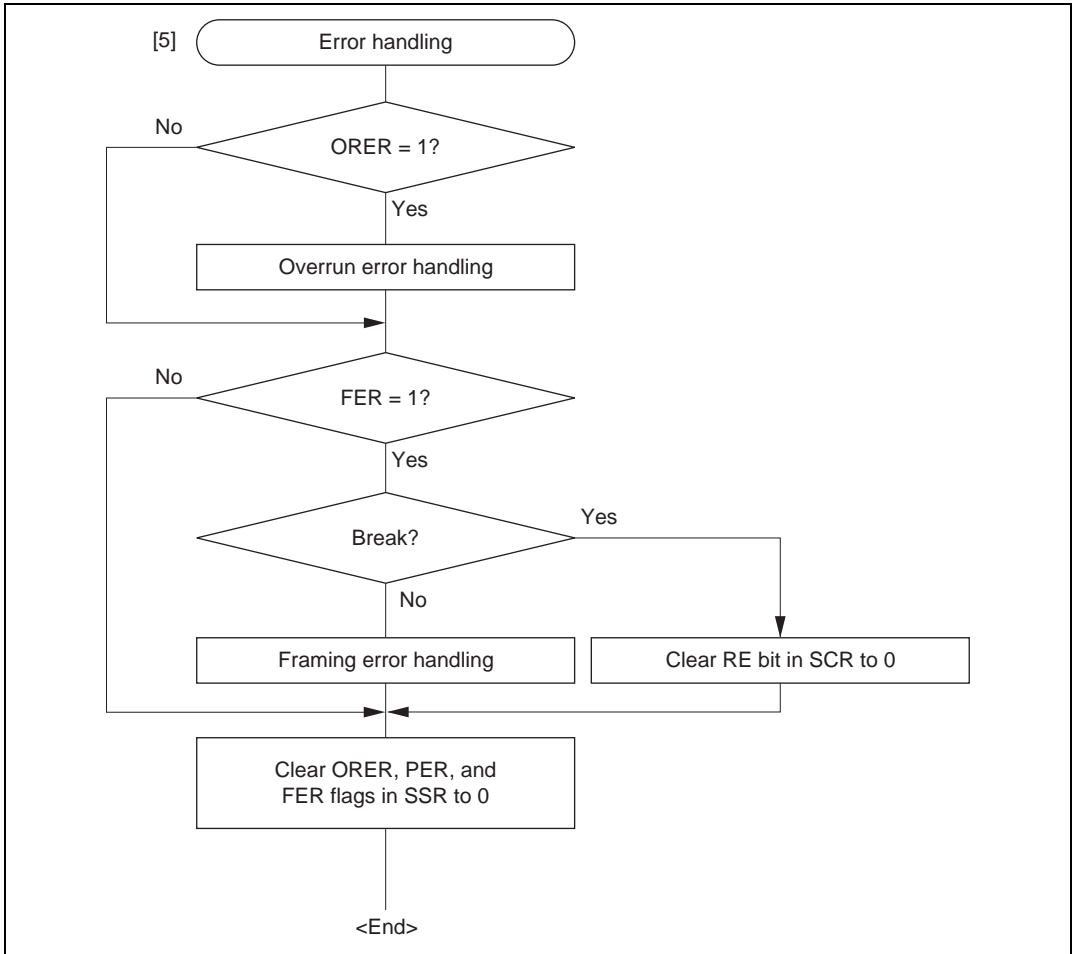 [5] Error handling
No
ORER = 1?
Yes
Overrun error handling
No
FER = 1?
Yes
Break?
Yes
No
Framing error handling
Clear RE bit in SCR to 0
Clear ORER, PER, and
FER flags in SSR to 0
<End>